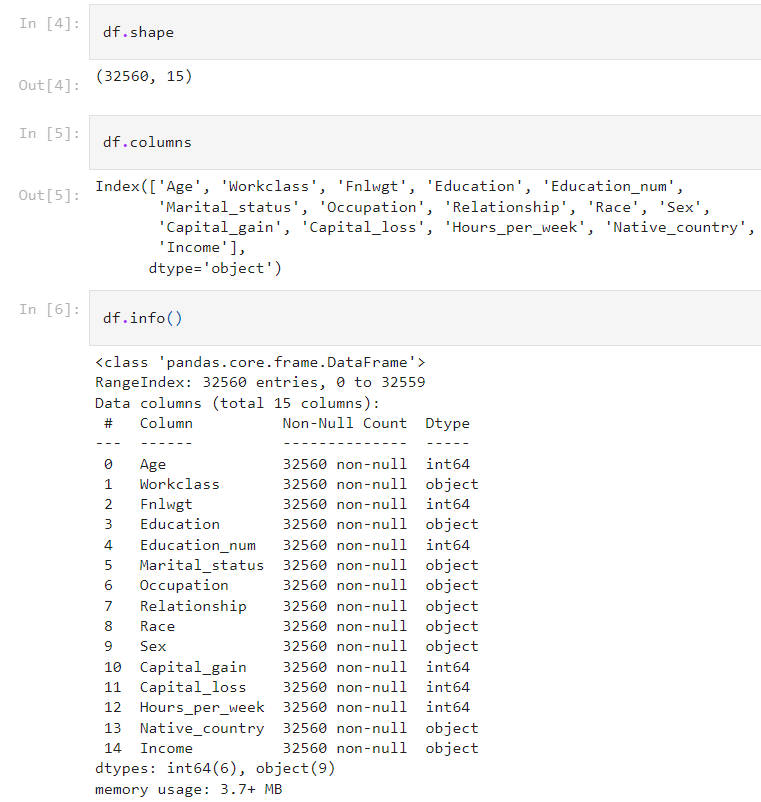 In [4]:
df.shape
Out[4]:
(32560, 15)
In [5]:
df.columns
Out[5]:
Index(['Age', 'Workclass', 'Fnlwgt', 'Education', 'Education_num',
       'Marital_status', 'Occupation', 'Relationship', 'Race', 'Sex',
       'Capital_gain', 'Capital_loss', 'Hours_per_week', 'Native_country',
       'Income'],
      dtype='object')
In [6]:
df.info()
<class 'pandas.core.frame.DataFrame'>
RangeIndex: 32560 entries, 0 to 32559
Data columns (total 15 columns):
 #   Column          Non-Null Count  Dtype
---  ------          --------------  -----
 0   Age             32560 non-null  int64
 1   Workclass       32560 non-null  object
 2   Fnlwgt          32560 non-null  int64
 3   Education       32560 non-null  object
 4   Education_num   32560 non-null  int64
 5   Marital_status  32560 non-null  object
 6   Occupation      32560 non-null  object
 7   Relationship    32560 non-null  object
 8   Race            32560 non-null  object
 9   Sex             32560 non-null  object
 10  Capital_gain    32560 non-null  int64
 11  Capital_loss    32560 non-null  int64
 12  Hours_per_week  32560 non-null  int64
 13  Native_country  32560 non-null  object
 14  Income          32560 non-null  object
dtypes: int64(6), object(9)
memory usage: 3.7+ MB